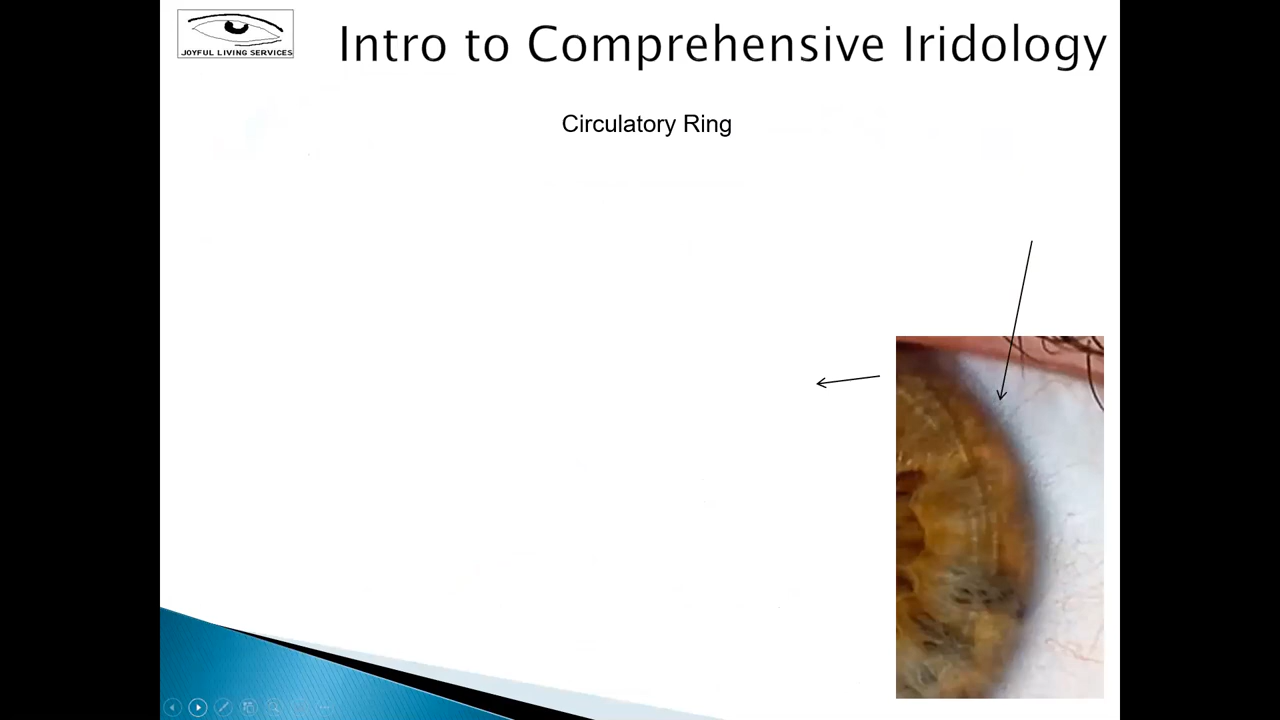 JOYFUL LIVING SERVICES
Intro to Comprehensive Iridology
Circulatory Ring